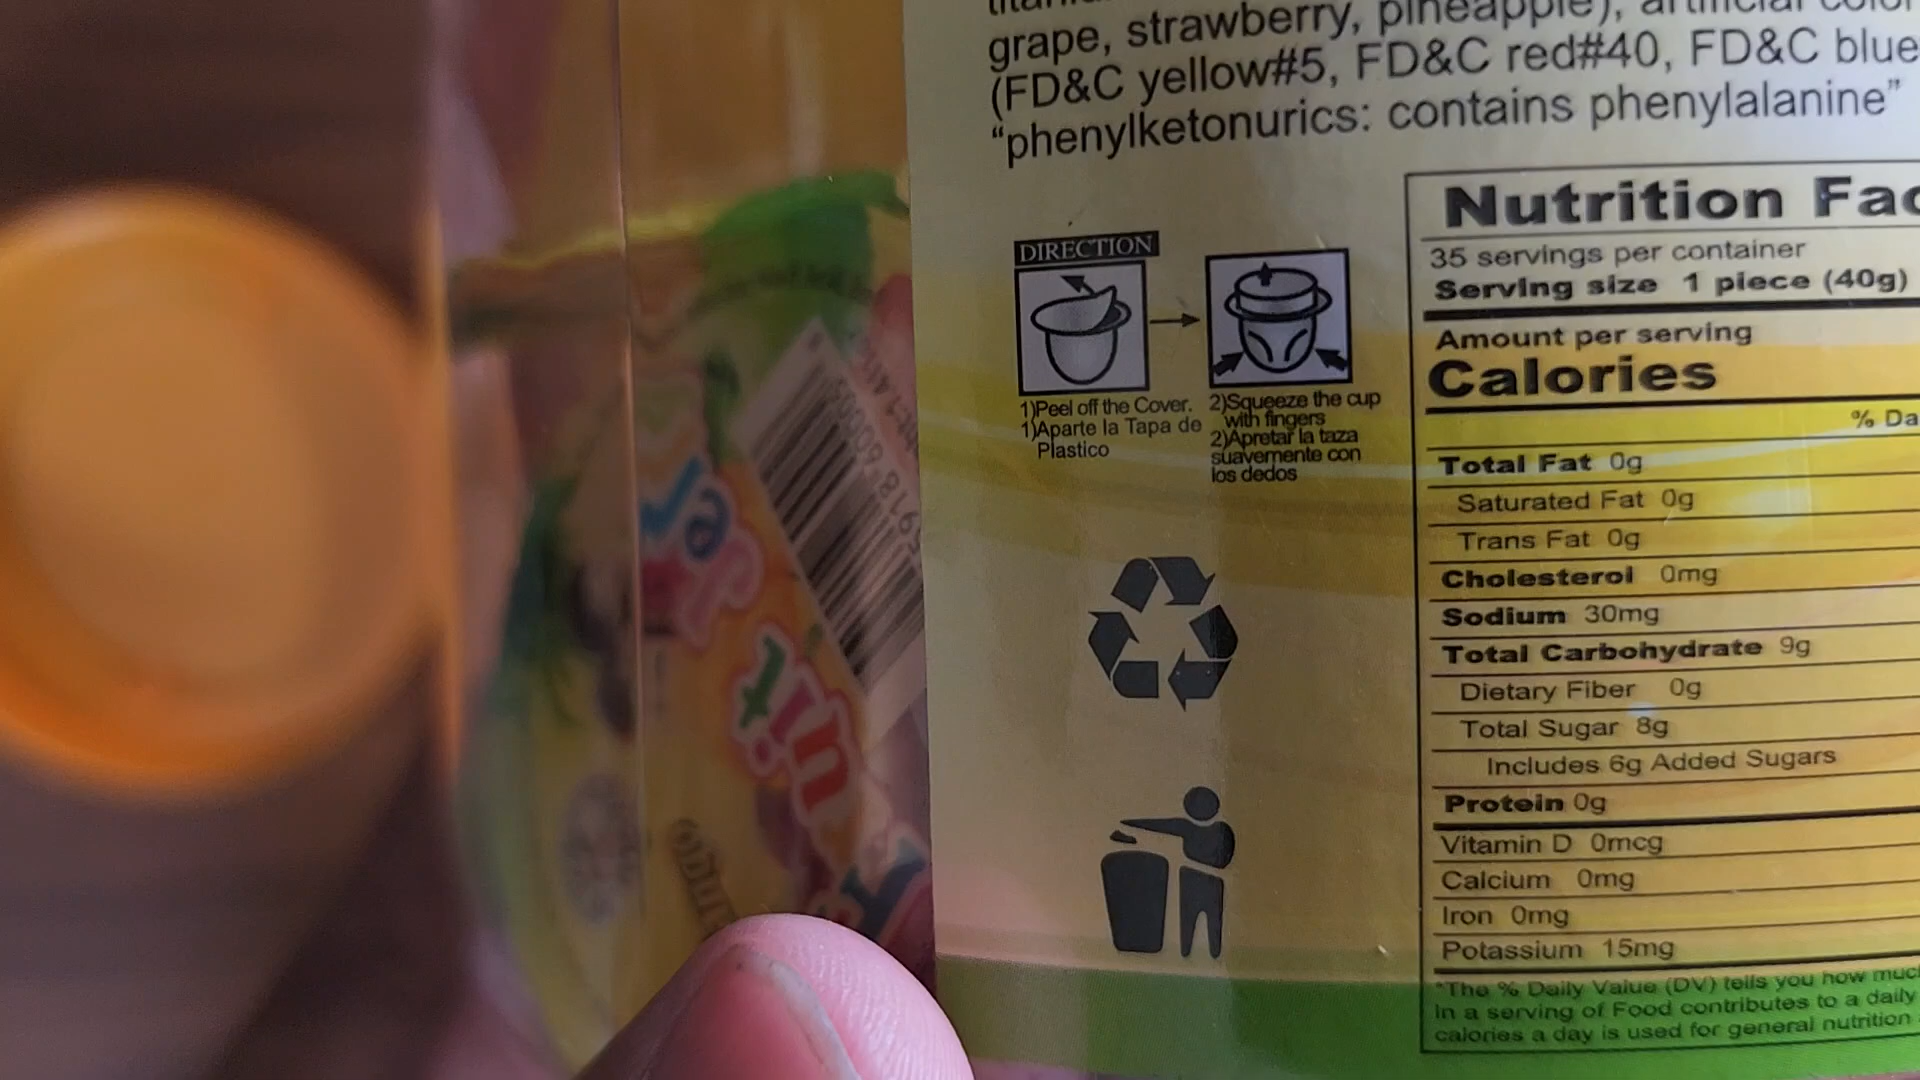 grape, strawberry, pineapple), artificial color
(FD&C yellow#5, FD&C red#40, FD&C blue
“phenylketonurics: contains phenylalanine”
DIRECTION
1)Peel off the Cover.
1)Aparte la Tapa de
Plastico
2)Squeeze the cup
with fingers
2)Apretar la taza
suavemente con
los dedos
Nutrition Fac
35 servings per container
Serving size 1 piece (40g)
Amount per serving
Calories
% Da
Total Fat 0g
Saturated Fat 0g
Trans Fat 0g
Cholesterol 0mg
Sodium 30mg
Total Carbohydrate 9g
Dietary Fiber 0g
Total Sugar 8g
Includes 6g Added Sugars
Protein 0g
Vitamin D 0mcg
Calcium 0mg
Iron 0mg
Potassium 15mg
*The % Daily Value (DV) tells you how much
in a serving of Food contributes to a daily
calories a day is used for general nutrition